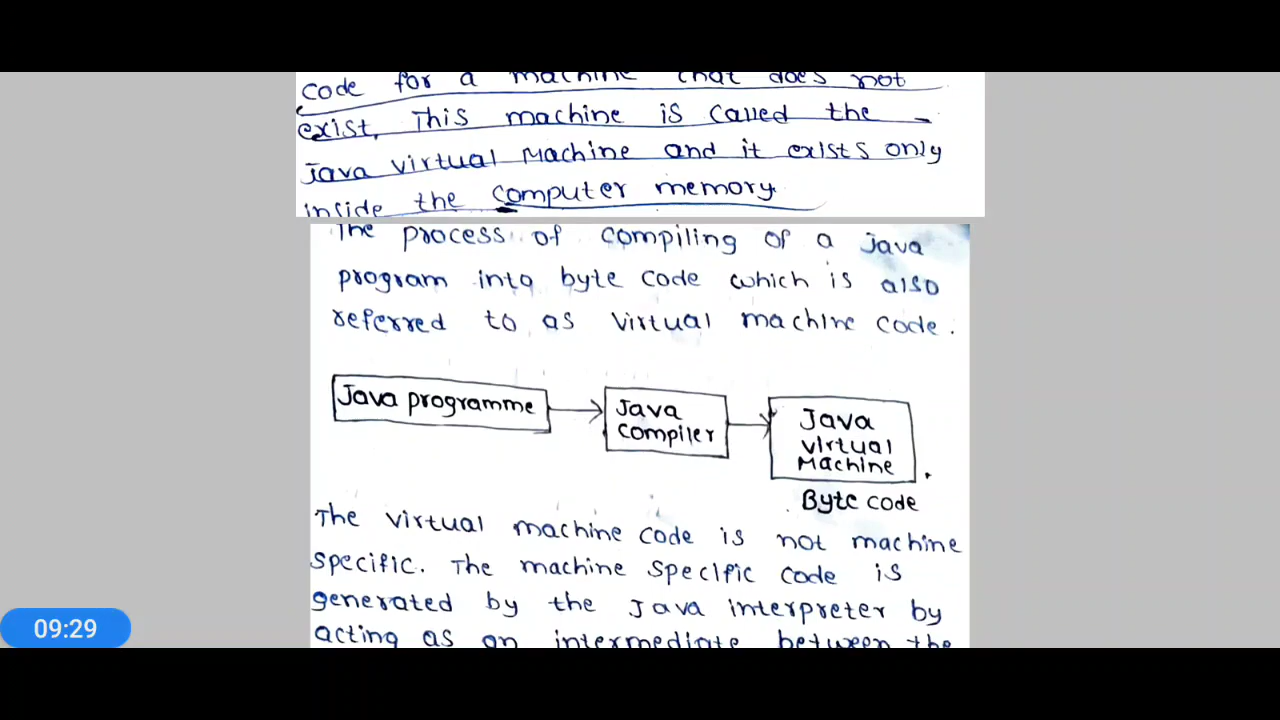 code for a machine that does not
exist. This machine is called the
Java virtual Machine and it exists only
inside the computer memory.
The process of compiling of a Java
program into byte code which is also
referred to as virtual machine code.
Java programme
Java
compiler
Java
virtual
Machine
Byte code
The virtual machine code is not machine
specific. The machine specific code is
generated by the Java interpreter by
acting as an intermediate between the
09:29